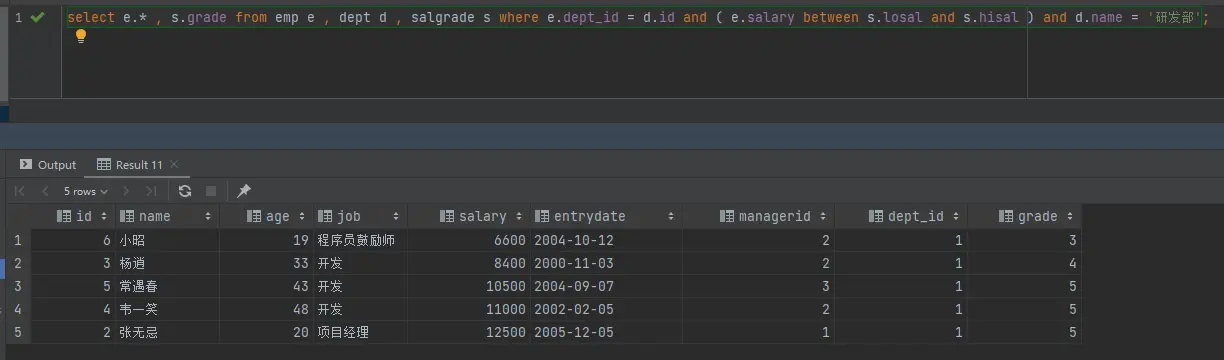 1 select e.* , s.grade from emp e , dept d , salgrade s where e.dept_id = d.id and ( e.salary between s.losal and s.hisal ) and d.name = '研发部';
Output Result 11
5 rows
id name age job salary entrydate managerid dept_id grade
1 6 小昭 19 程序员鼓励师 6600 2004-10-12 2 1 3
2 3 杨逍 33 开发 8400 2000-11-03 2 1 4
3 5 常遇春 43 开发 10500 2004-09-07 3 1 5
4 4 韦一笑 48 开发 11000 2002-02-05 2 1 5
5 2 张无忌 20 项目经理 12500 2005-12-05 1 1 5